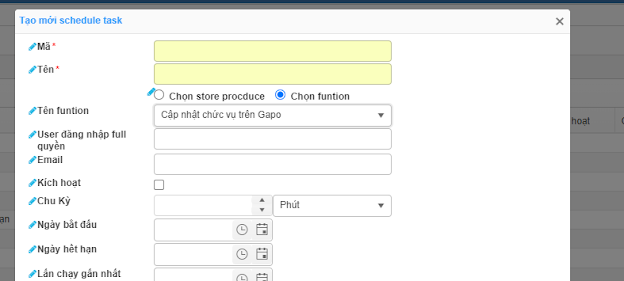 Tạo mới schedule task
Mã *
Tên *
Chọn store procduce Chọn funtion
Tên funtion Cập nhật chức vụ trên Gapo
hoạt
User đăng nhập full
quyền
Email
Kích hoạt
Chu Kỳ Phút
Ngày bắt đầu
Ngày hết hạn
Lần chạy gần nhất